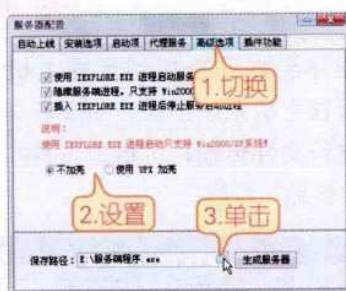 服务器配置
自动上线 安装选项 启动项 代理服务 高级选项 插件功能
使用 IEXPLORE EXE 进程启动服务
1.切换
隐藏服务端进程。只支持 Win2000
插入 IEXPLORE EXE 进程后停止服务启动进程
说明:
使用 IEXPLORE EXE 进程启动只支持 Win2000/XP系统!
不加壳 使用 UPX 加壳
2.设置
3.单击
保存路径: E:\服务端程序.exe 生成服务器